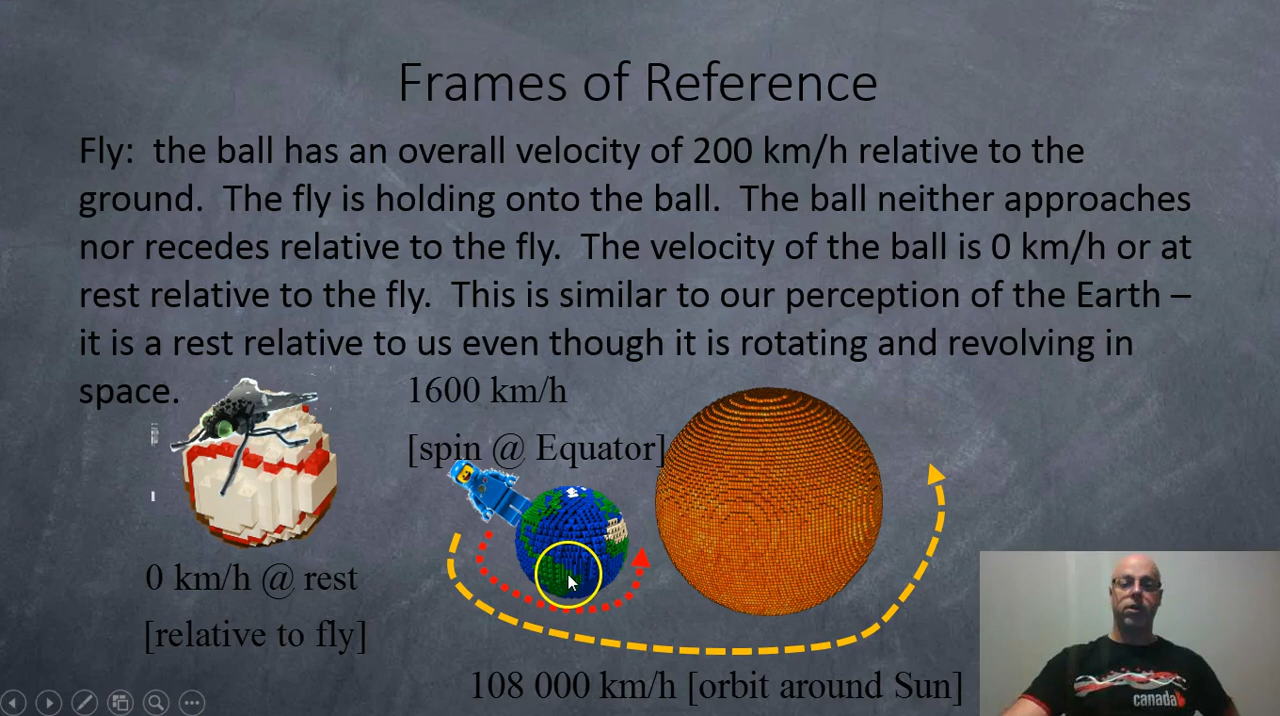 Frames of Reference
Fly:  the ball has an overall velocity of 200 km/h relative to the
ground.  The fly is holding onto the ball.  The ball neither approaches
nor recedes relative to the fly.  The velocity of the ball is 0 km/h or at
rest relative to the fly.  This is similar to our perception of the Earth –
it is a rest relative to us even though it is rotating and revolving in
space.
1600 km/h
[spin @ Equator]
0 km/h @ rest
[relative to fly]
108 000 km/h [orbit around Sun]
canada